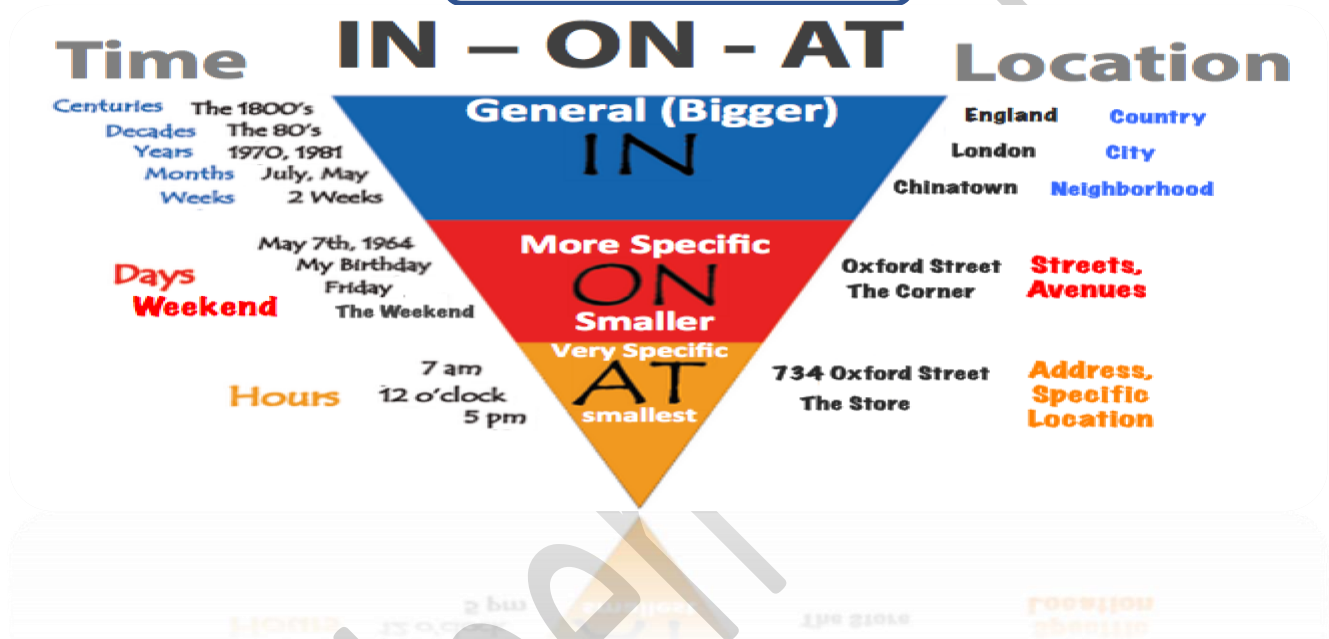 Time
IN – ON - AT
Location
Centuries The 1800's
Decades The 80's
Years 1970, 1981
Months July, May
Weeks 2 Weeks
General (Bigger)
IN
England Country
London City
Chinatown Neighborhood
May 7th, 1964
My Birthday
Friday
The Weekend
Days
Weekend
More Specific
ON
Smaller
Oxford Street
The Corner
Streets,
Avenues
Hours
7 am
12 o'clock
5 pm
Very Specific
AT
smallest
734 Oxford Street
The Store
Address,
Specific
Location